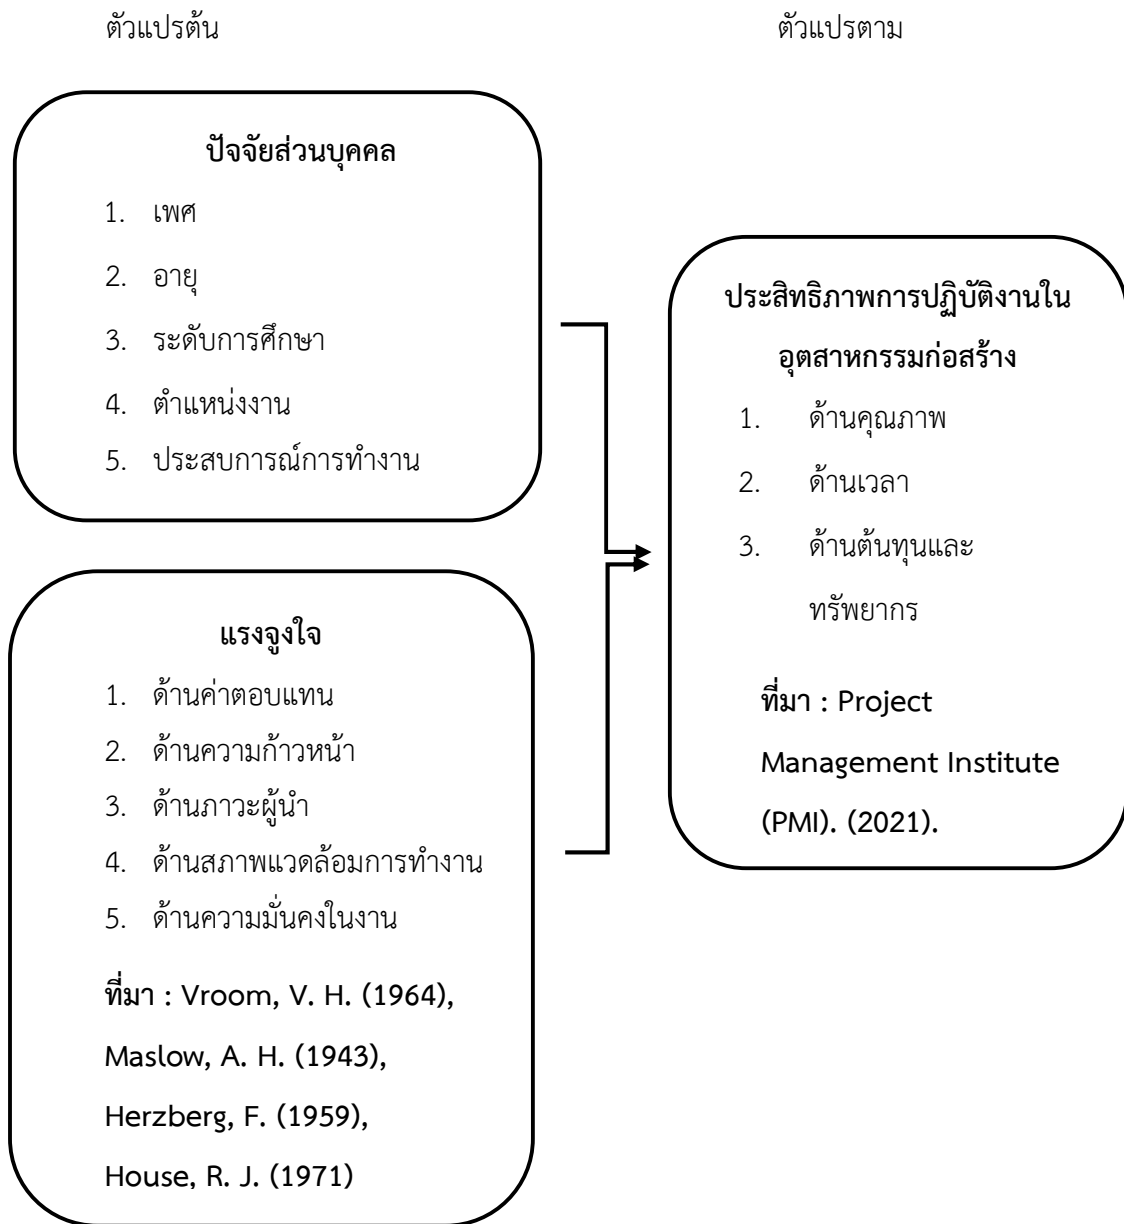 ตัวแปรต้น
ตัวแปรตาม
ปัจจัยส่วนบุคคล
1. เพศ
2. อายุ
3. ระดับการศึกษา
4. ตำแหน่งงาน
5. ประสบการณ์การทำงาน
แรงจูงใจ
1. ด้านค่าตอบแทน
2. ด้านความก้าวหน้า
3. ด้านภาวะผู้นำ
4. ด้านสภาพแวดล้อมการทำงาน
5. ด้านความมั่นคงในงาน
ที่มา : Vroom, V. H. (1964),
Maslow, A. H. (1943),
Herzberg, F. (1959),
House, R. J. (1971)
ประสิทธิภาพการปฏิบัติงานใน
อุตสาหกรรมก่อสร้าง
1. ด้านคุณภาพ
2. ด้านเวลา
3. ด้านต้นทุนและ
ทรัพยากร
ที่มา : Project
Management Institute
(PMI). (2021).